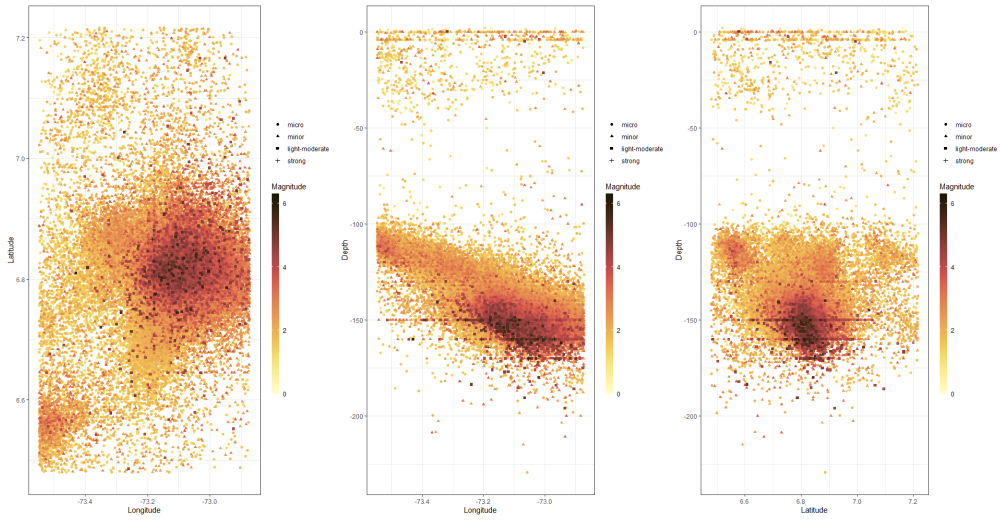 7.2
7.0
6.8
6.6
Latitude
-73.4
-73.2
-73.0
Longitude
micro
minor
light-moderate
strong
Magnitude
6
4
2
0
0
-50
-100
-150
-200
Depth
-73.4
-73.2
-73.0
Longitude
micro
minor
light-moderate
strong
Magnitude
6
4
2
0
0
-50
-100
-150
-200
Depth
6.6
6.8
7.0
7.2
Latitude
micro
minor
light-moderate
strong
Magnitude
6
4
2
0